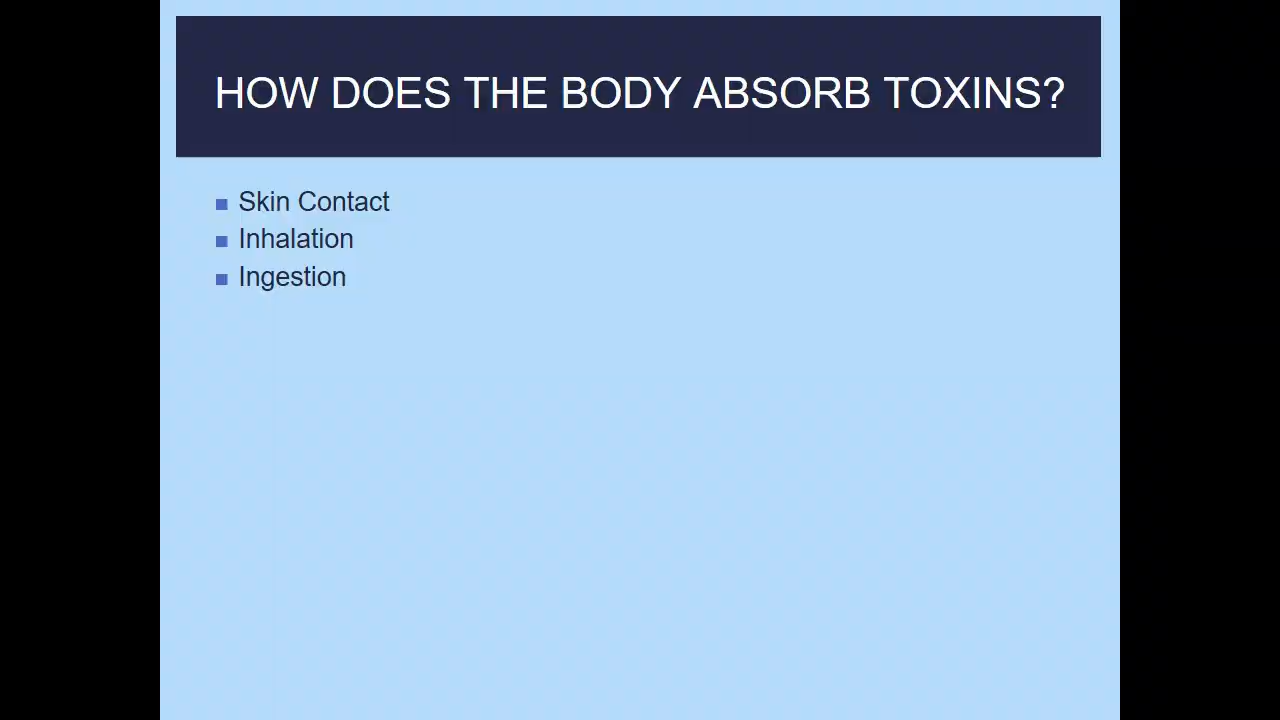 HOW DOES THE BODY ABSORB TOXINS?
Skin Contact
Inhalation
Ingestion